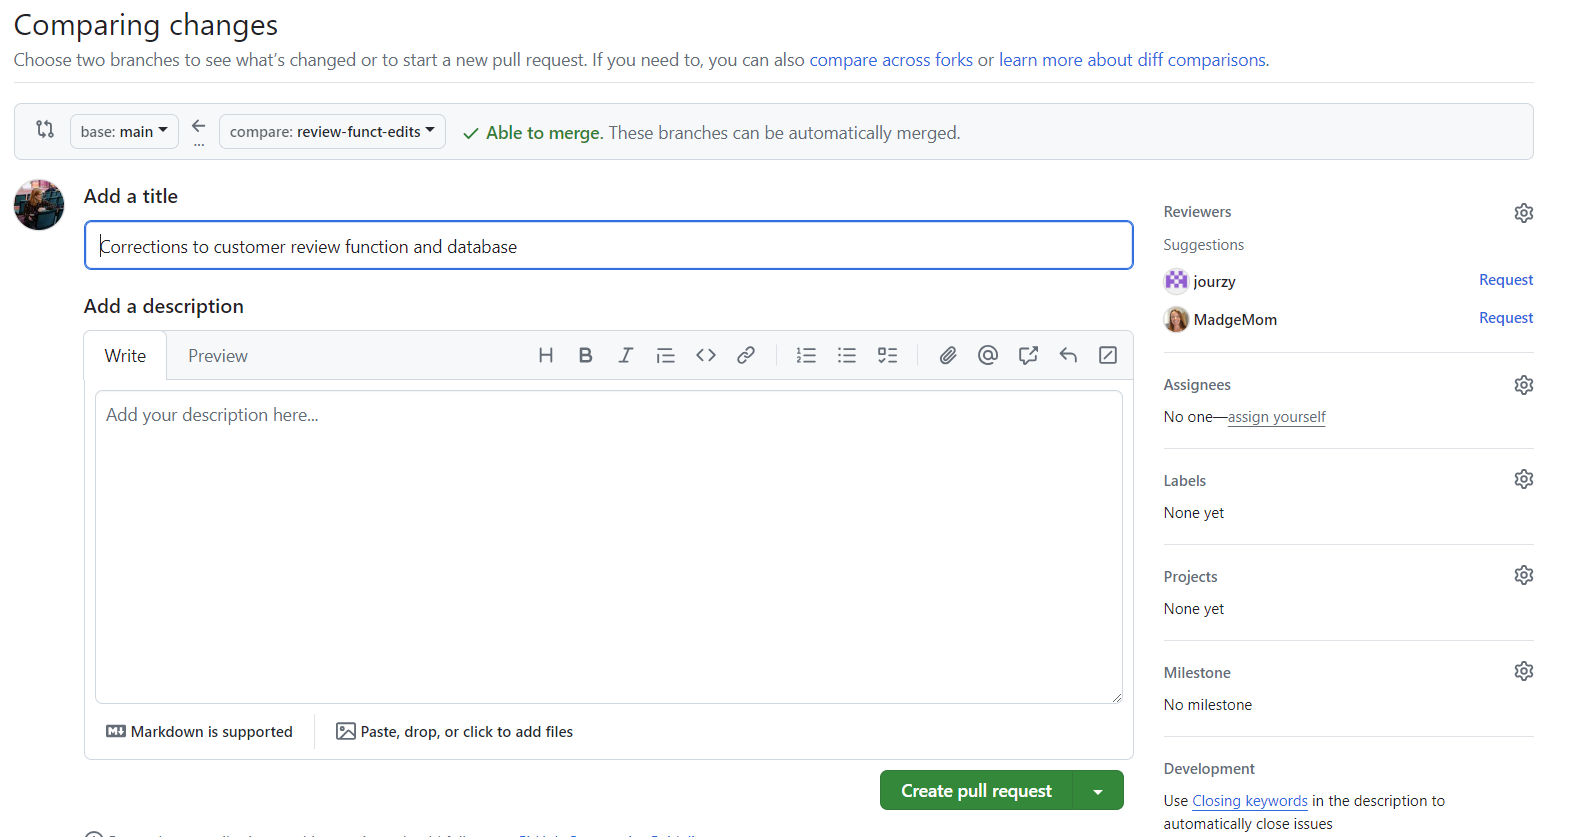 Comparing changes
Choose two branches to see what's changed or to start a new pull request. If you need to, you can also compare across forks or learn more about diff comparisons.
base: main
compare: review-funct-edits
Able to merge. These branches can be automatically merged.
Add a title
Corrections to customer review function and database
Add a description
Write Preview
Add your description here...
Markdown is supported
Paste, drop, or click to add files
Create pull request
Reviewers
Suggestions
jourzy Request
MadgeMom Request
Assignees
No one—assign yourself
Labels
None yet
Projects
None yet
Milestone
No milestone
Development
Use Closing keywords in the description to
automatically close issues